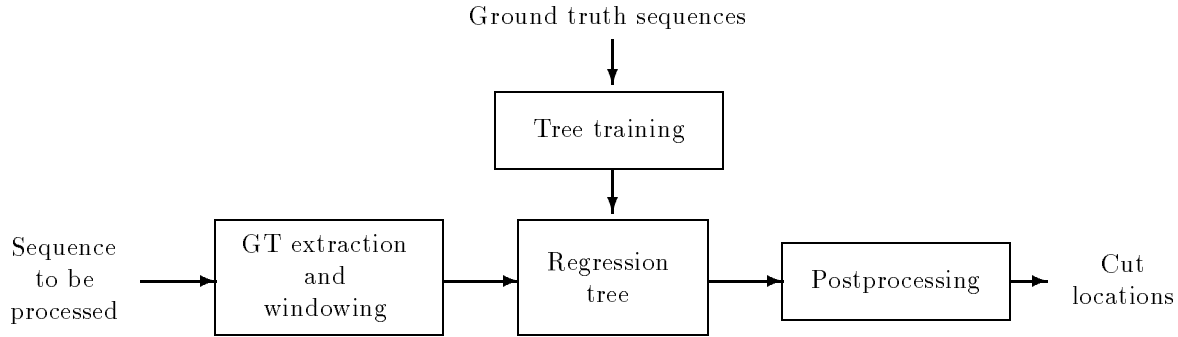 Ground truth sequences
Tree training
Sequence
to be
processed
GT extraction
and
windowing
Regression
tree
Postprocessing
Cut
locations